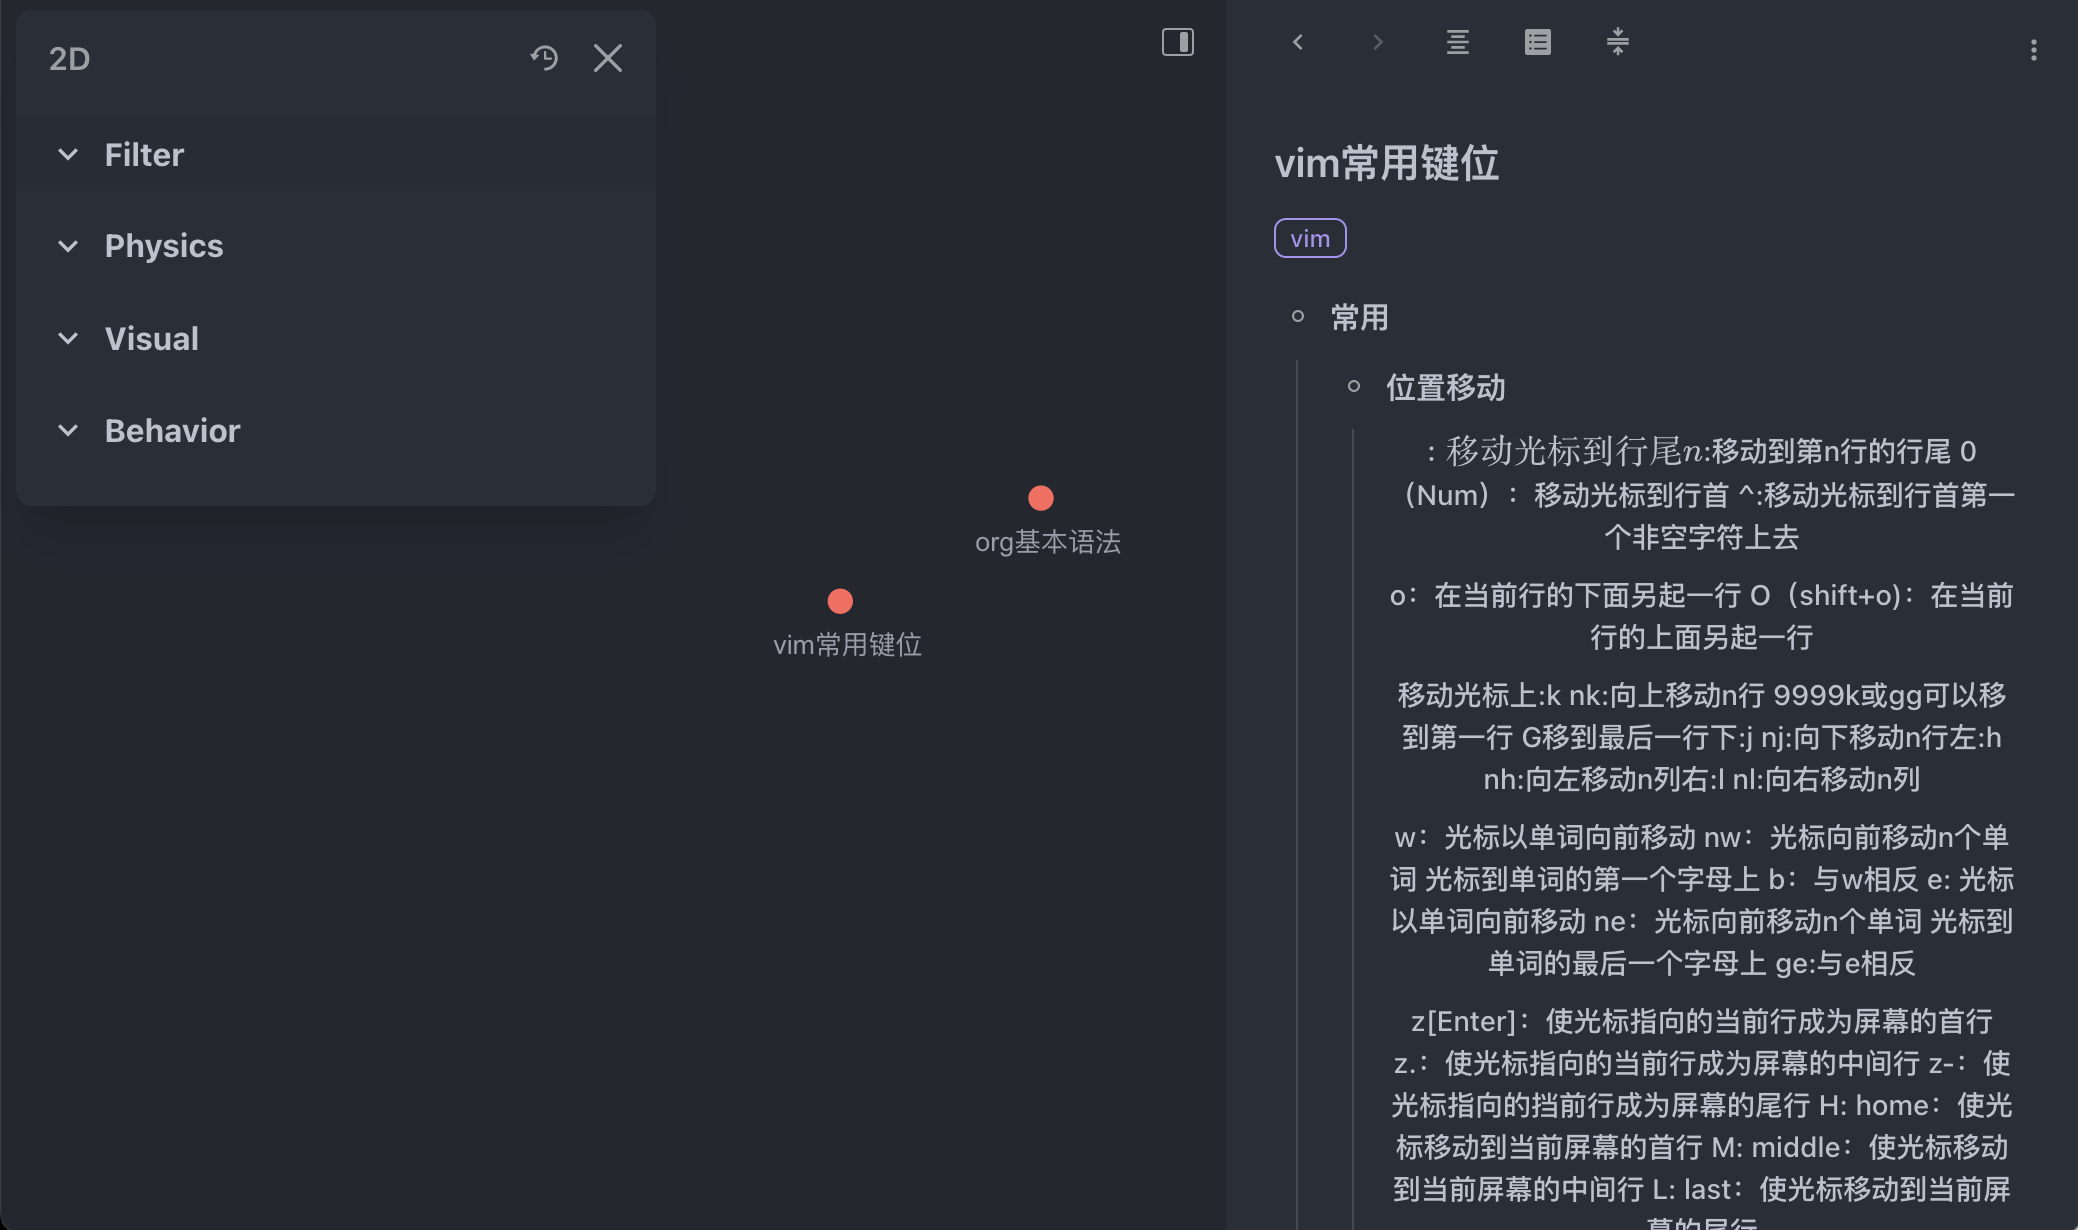 2D
Filter
Physics
Visual
Behavior
org基本语法
vim常用键位
vim常用键位
vim
常用
位置移动
: 移动光标到行尾n:移动到第n行的行尾 0
（Num）：移动光标到行首 ^:移动光标到行首第一
个非空字符上去
o：在当前行的下面另起一行 O（shift+o)：在当前
行的上面另起一行
移动光标上:k nk:向上移动n行 9999k或gg可以移
到第一行 G移到最后一行下:j nj:向下移动n行左:h
nh:向左移动n列右:l nl:向右移动n列
w：光标以单词向前移动 nw：光标向前移动n个单
词 光标到单词的第一个字母上 b：与w相反 e: 光标
以单词向前移动 ne：光标向前移动n个单词 光标到
单词的最后一个字母上 ge:与e相反
z[Enter]：使光标指向的当前行成为屏幕的首行
z.：使光标指向的当前行成为屏幕的中间行 z-：使
光标指向的挡前行成为屏幕的尾行 H: home：使光
标移动到当前屏幕的首行 M: middle：使光标移动
到当前屏幕的中间行 L: last：使光标移动到当前屏
幕的尾行